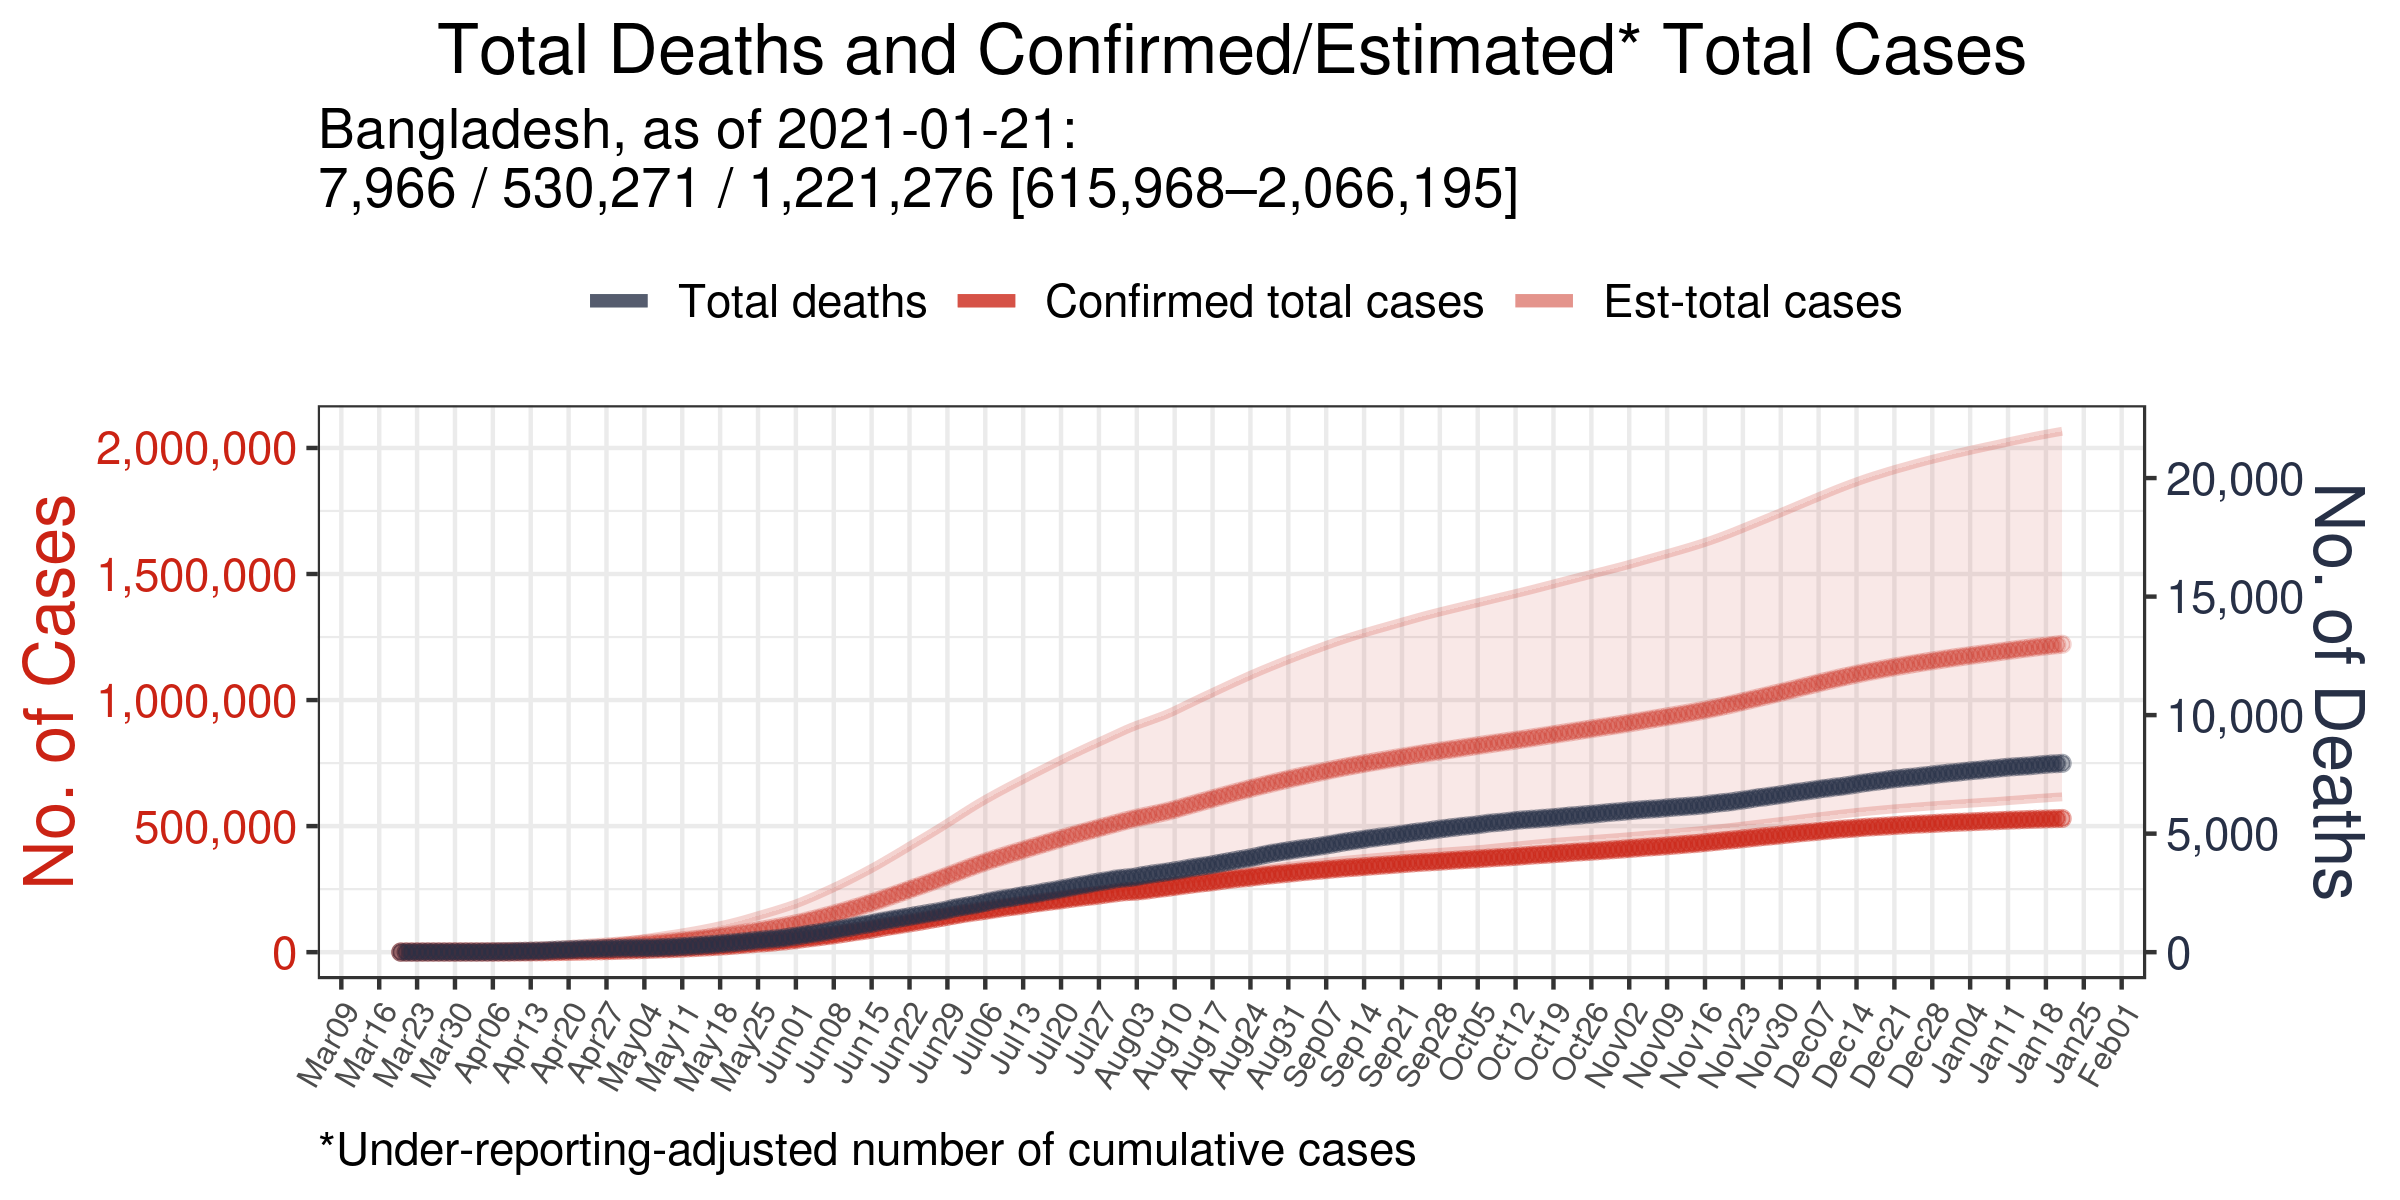 Total Deaths and Confirmed/Estimated* Total Cases
Bangladesh, as of 2021-01-21:
7,966 / 530,271 / 1,221,276 [615,968–2,066,195]
Total deaths
Confirmed total cases
Est-total cases
No. of Cases
2,000,000
1,500,000
1,000,000
500,000
0
20,000
15,000
10,000
5,000
0
No. of Deaths
Mar09
Mar16
Mar23
Mar30
Apr06
Apr13
Apr20
Apr27
May04
May11
May18
May25
Jun01
Jun08
Jun15
Jun22
Jun29
Jul06
Jul13
Jul20
Jul27
Aug03
Aug10
Aug17
Aug24
Aug31
Sep07
Sep14
Sep21
Sep28
Oct05
Oct12
Oct19
Oct26
Nov02
Nov09
Nov16
Nov23
Nov30
Dec07
Dec14
Dec21
Dec28
Jan04
Jan11
Jan18
Jan25
Feb01
*Under-reporting-adjusted number of cumulative cases